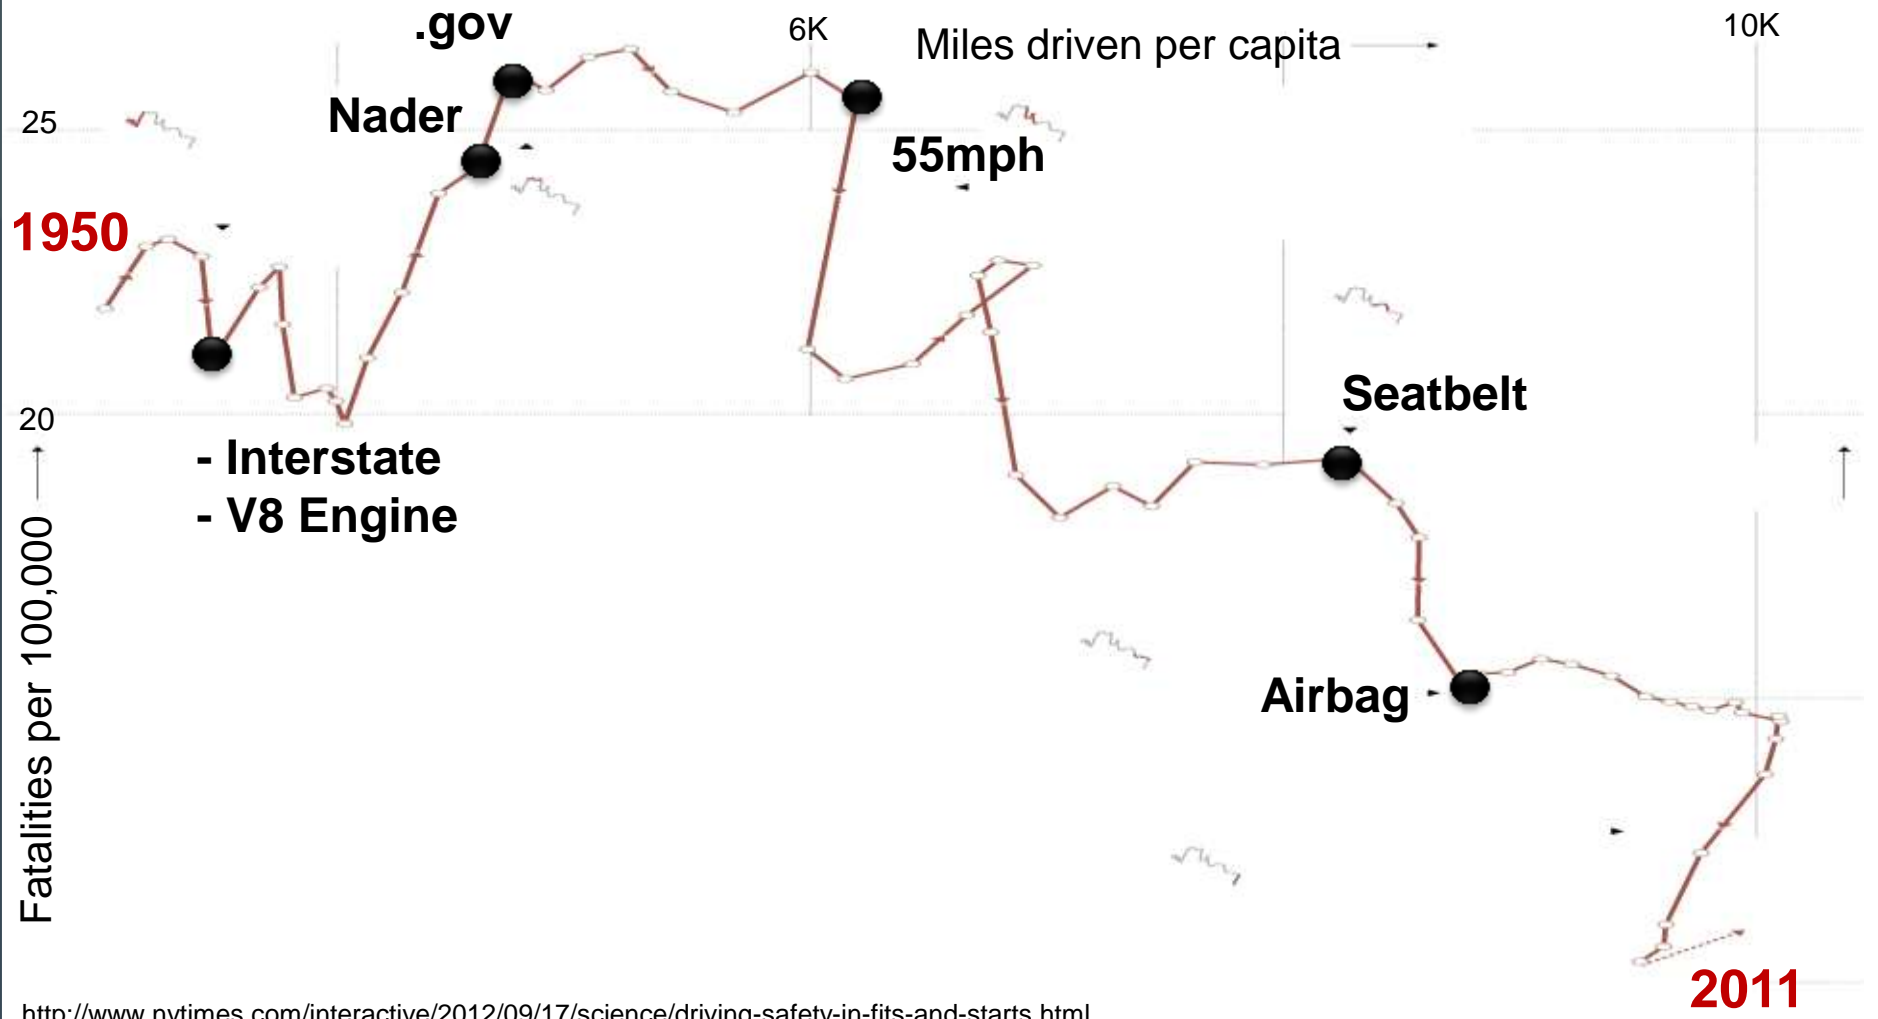 .gov
6K
Miles driven per capita
10K
Nader
25
55mph
1950
Seatbelt
20
- Interstate
- V8 Engine
Fatalities per 100,000
Airbag
2011
http://www.nytimes.com/interactive/2012/09/17/science/driving-safety-in-fits-and-starts.html